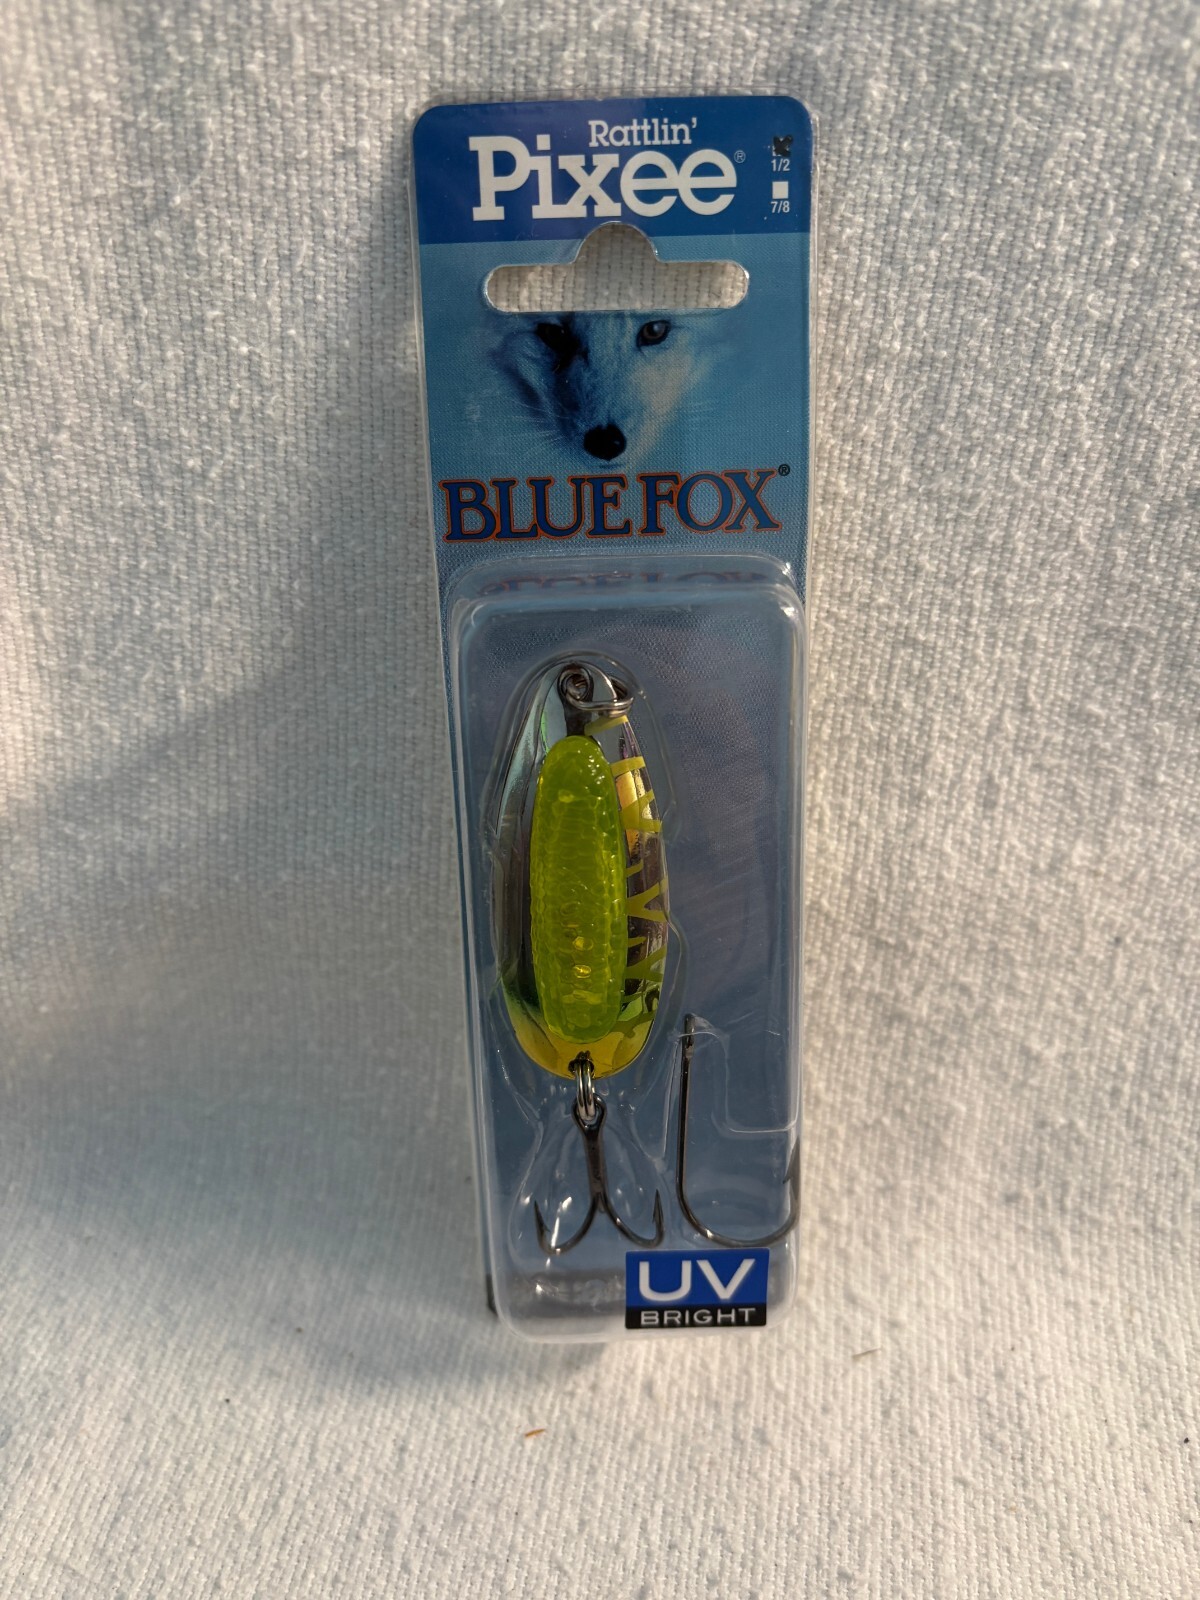 Rattlin'
Pixee®
1/2
7/8
BLUE FOX®
UV
BRIGHT